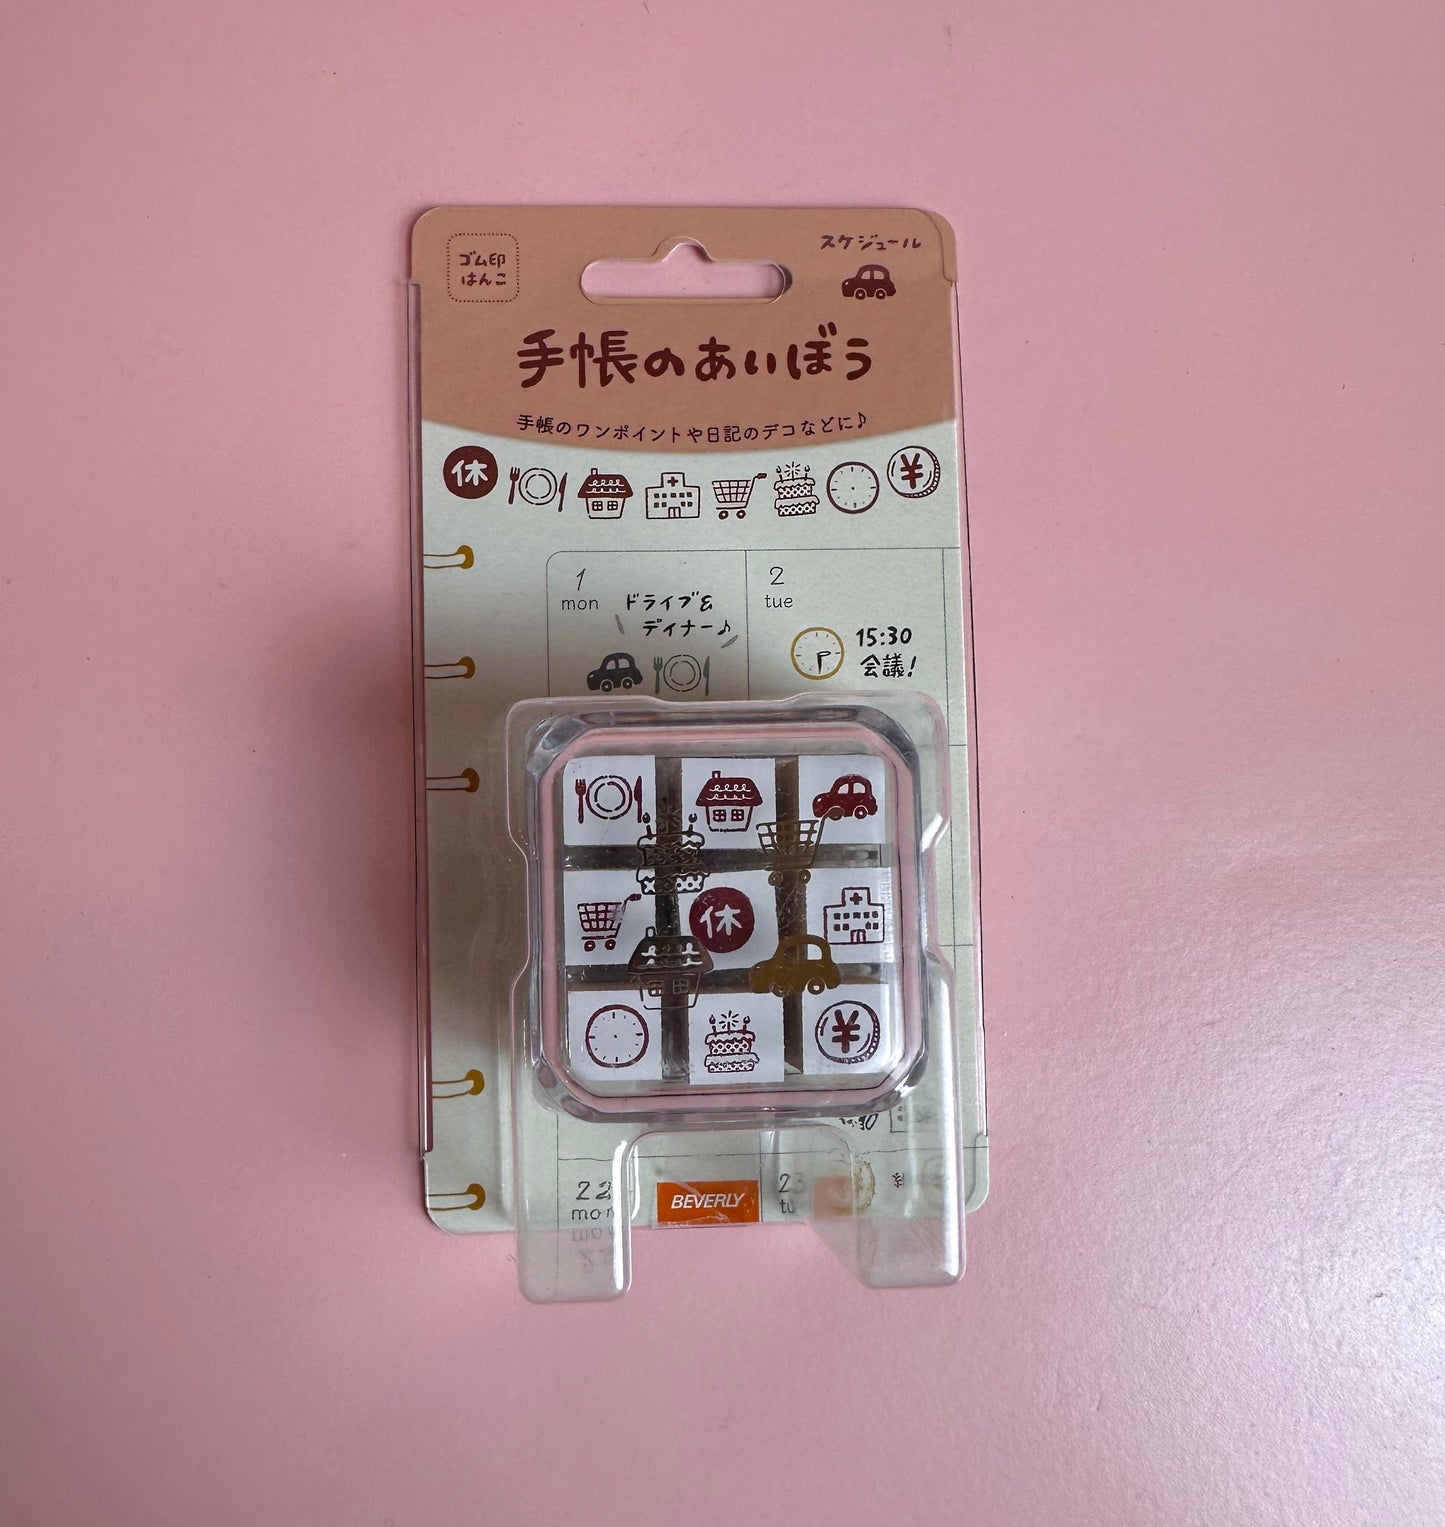 ゴム印
はんこ
スケジュール
手帳のあいぼう
手帳のワンポイントや日記のデコなどに♪
休
¥
1
mon
ドライブ&
ディナー♪
2
tue
15:30
会議!
休
¥
22
mon
BEVERLY
23